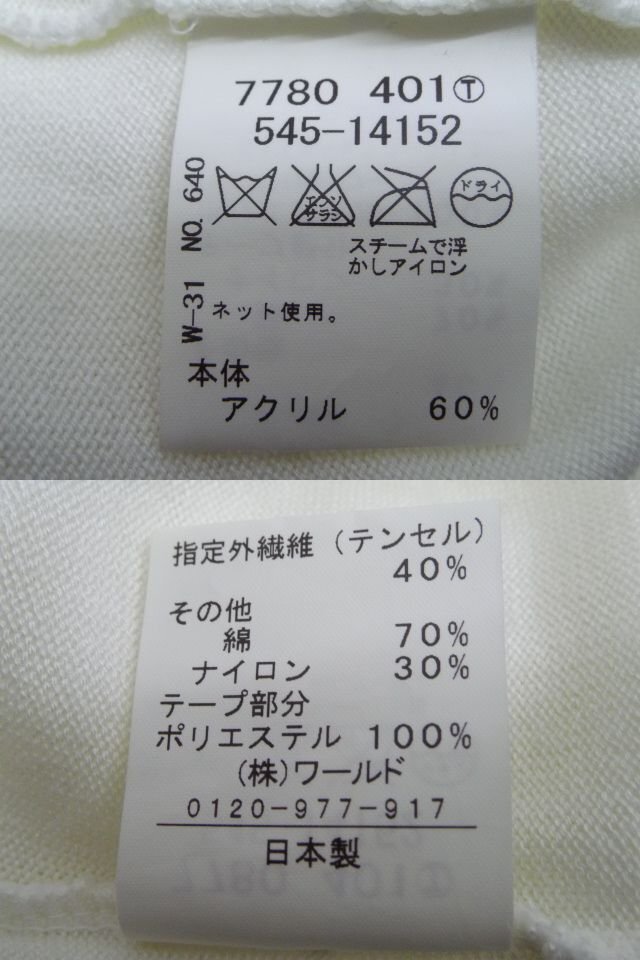 7780 401Ⓣ
545-14152
W-31 NO. 640
エンソ
サラシ
ドライ
スチームで浮
かしアイロン
ネット使用。
本体
アクリル 60%
指定外繊維(テンセル)
40%
その他
綿 70%
ナイロン 30%
テープ部分
ポリエステル 100%
(株)ワールド
0120-977-917
日本製